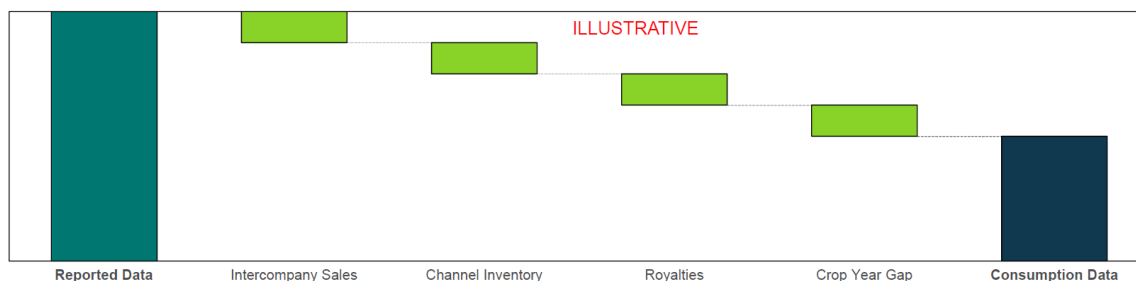 ILLUSTRATIVE
Reported Data
Intercompany Sales
Channel Inventory
Royalties
Crop Year Gap
Consumption Data